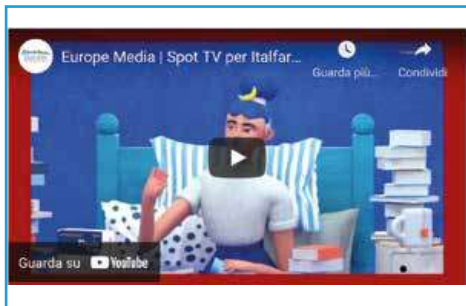 Europe Media | Spot TV per Italfar...
Guarda più...
Condividi
Guarda su YouTube